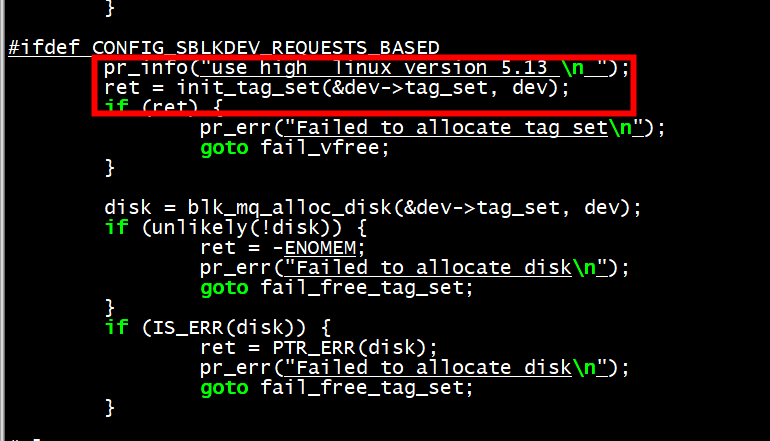 }
#ifdef CONFIG_SBLKDEV_REQUESTS_BASED
pr_info("use high  linux version 5.13 \n ");
ret = init_tag_set(&dev->tag_set, dev);
if (ret) {
pr_err("Failed to allocate tag set\n");
goto fail_vfree;
}
disk = blk_mq_alloc_disk(&dev->tag_set, dev);
if (unlikely(!disk)) {
ret = -ENOMEM;
pr_err("Failed to allocate disk\n");
goto fail_free_tag_set;
}
if (IS_ERR(disk)) {
ret = PTR_ERR(disk);
pr_err("Failed to allocate disk\n");
goto fail_free_tag_set;
}